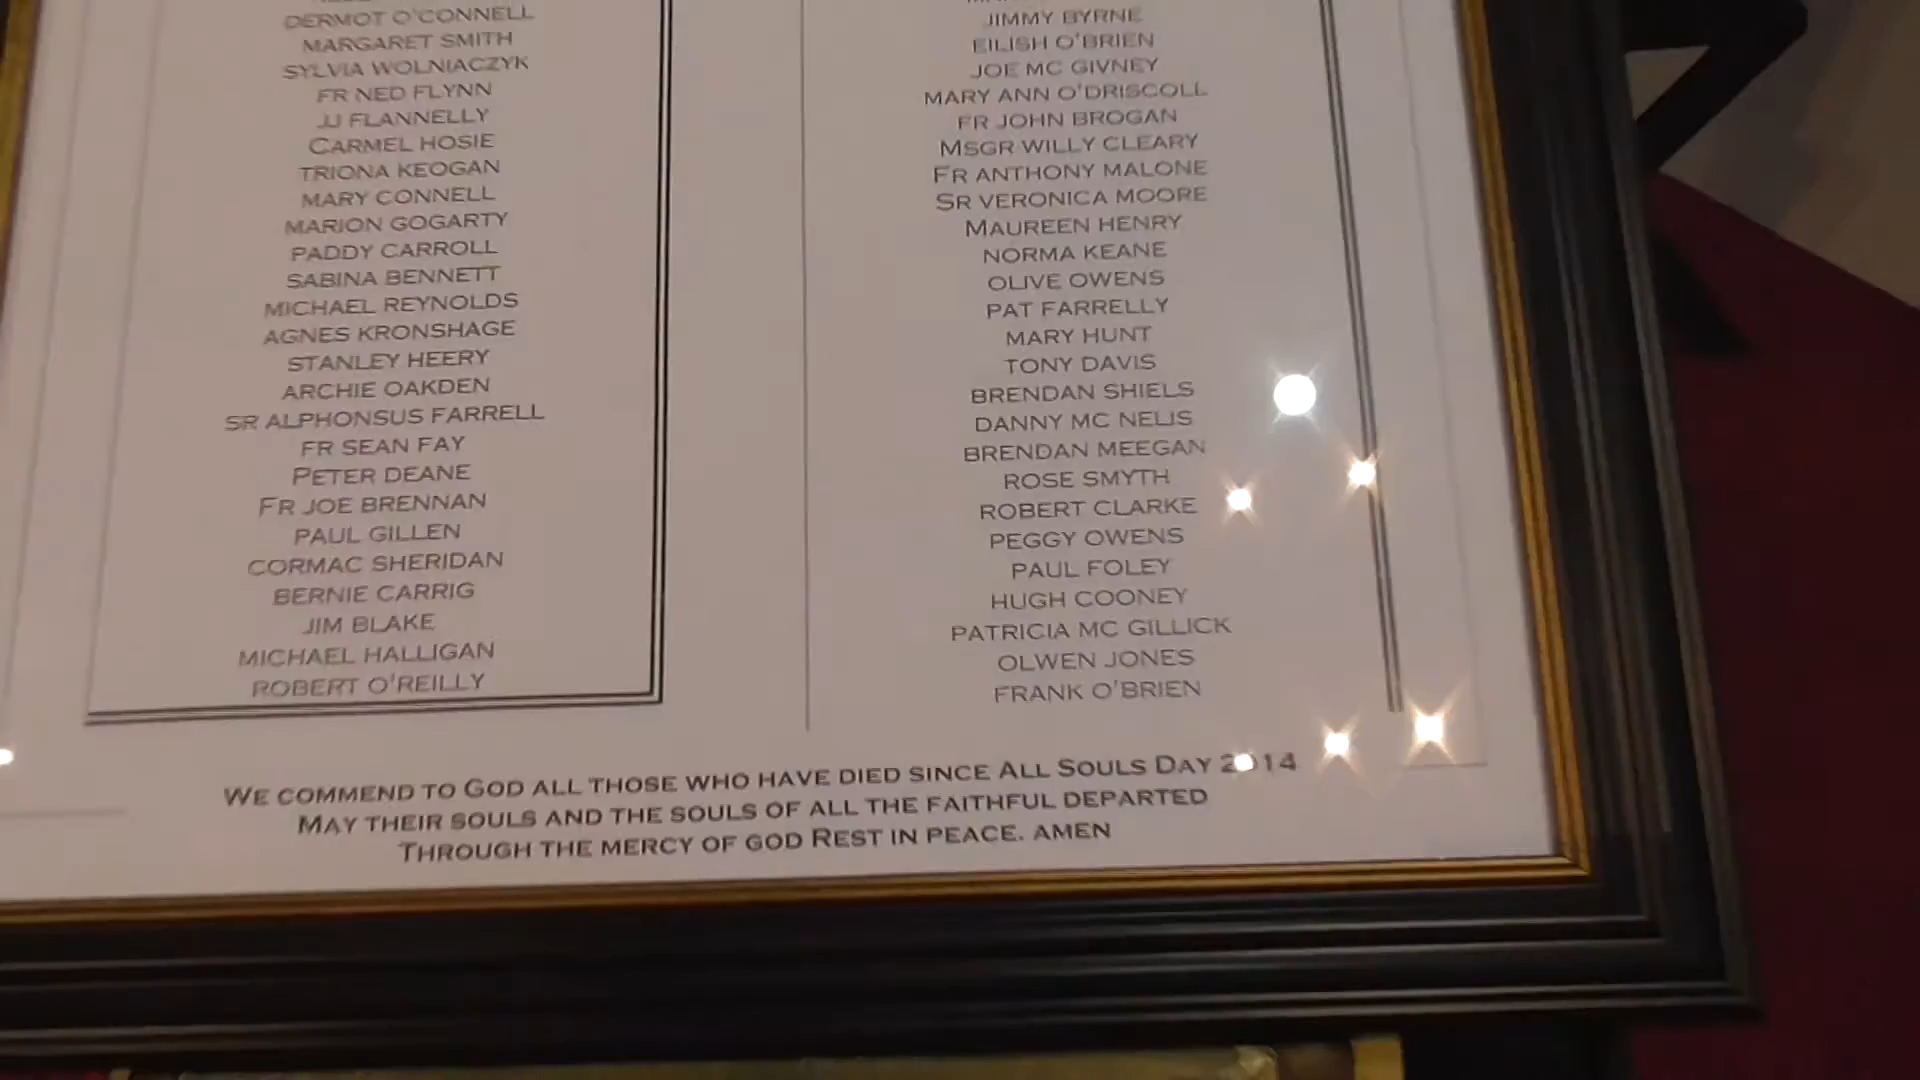 DERMOT O'CONNELL
MARGARET SMITH
SYLVIA WOLNIACZYK
FR NED FLYNN
JJ FLANNELLY
CARMEL HOSIE
TRIONA KEOGAN
MARY CONNELL
MARION GOGARTY
PADDY CARROLL
SABINA BENNETT
MICHAEL REYNOLDS
AGNES KRONSHAGE
STANLEY HEERY
ARCHIE OAKDEN
SR ALPHONSUS FARRELL
FR SEAN FAY
PETER DEANE
FR JOE BRENNAN
PAUL GILLEN
CORMAC SHERIDAN
BERNIE CARRIG
JIM BLAKE
MICHAEL HALLIGAN
ROBERT O'REILLY
JIMMY BYRNE
EILISH O'BRIEN
JOE MC GIVNEY
MARY ANN O'DRISCOLL
FR JOHN BROGAN
MSGR WILLY CLEARY
FR ANTHONY MALONE
SR VERONICA MOORE
MAUREEN HENRY
NORMA KEANE
OLIVE OWENS
PAT FARRELLY
MARY HUNT
TONY DAVIS
BRENDAN SHIELS
DANNY MC NELIS
BRENDAN MEEGAN
ROSE SMYTH
ROBERT CLARKE
PEGGY OWENS
PAUL FOLEY
HUGH COONEY
PATRICIA MC GILLICK
OLWEN JONES
FRANK O'BRIEN
WE COMMEND TO GOD ALL THOSE WHO HAVE DIED SINCE ALL SOULS DAY 2014
MAY THEIR SOULS AND THE SOULS OF ALL THE FAITHFUL DEPARTED
THROUGH THE MERCY OF GOD REST IN PEACE. AMEN